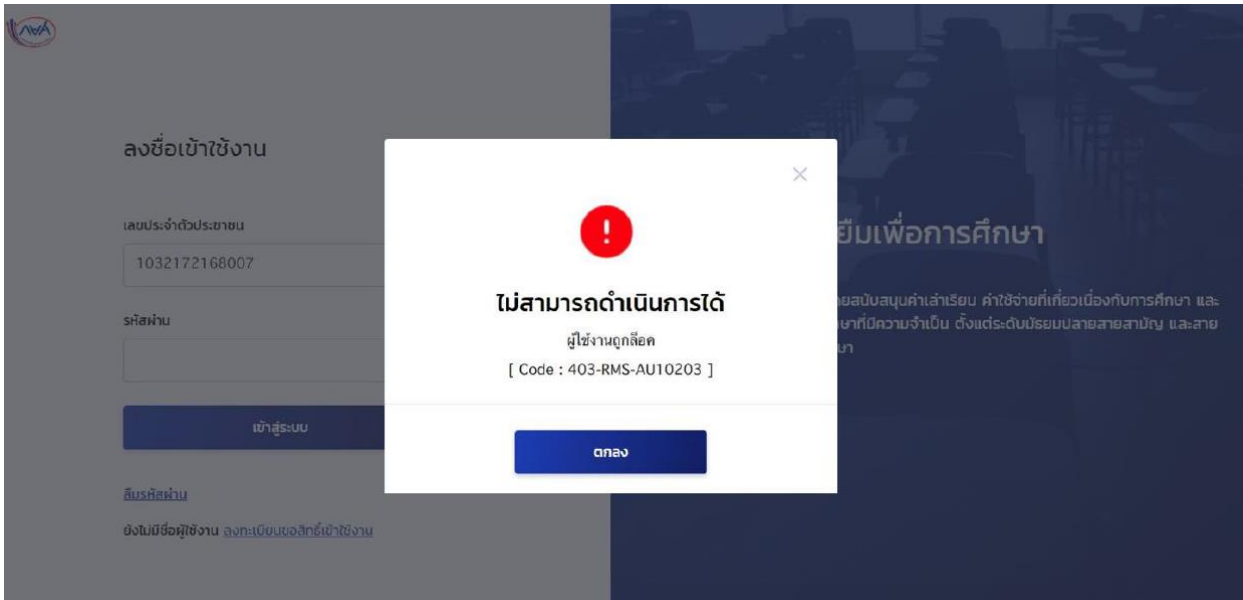 กยศ
ลงชื่อเข้าใช้งาน
เลขประจำตัวประชาชน
1032172168007
รหัสผ่าน
เข้าสู่ระบบ
ลืมรหัสผ่าน
ยังไม่มีชื่อผู้ใช้งาน ลงทะเบียนขอสิทธิ์เข้าใช้งาน
ไม่สามารถดำเนินการได้
ผู้ใช้งานถูกล็อค
[ Code : 403-RMS-AU10203 ]
ตกลง
ยืมเพื่อการศึกษา
ยสนับสนุนค่าเล่าเรียน ค่าใช้จ่ายที่เกี่ยวเนื่องกับการศึกษา และ
ษาที่มีความจำเป็น ตั้งแต่ระดับมัธยมปลายสายสามัญ และสาย
ษา